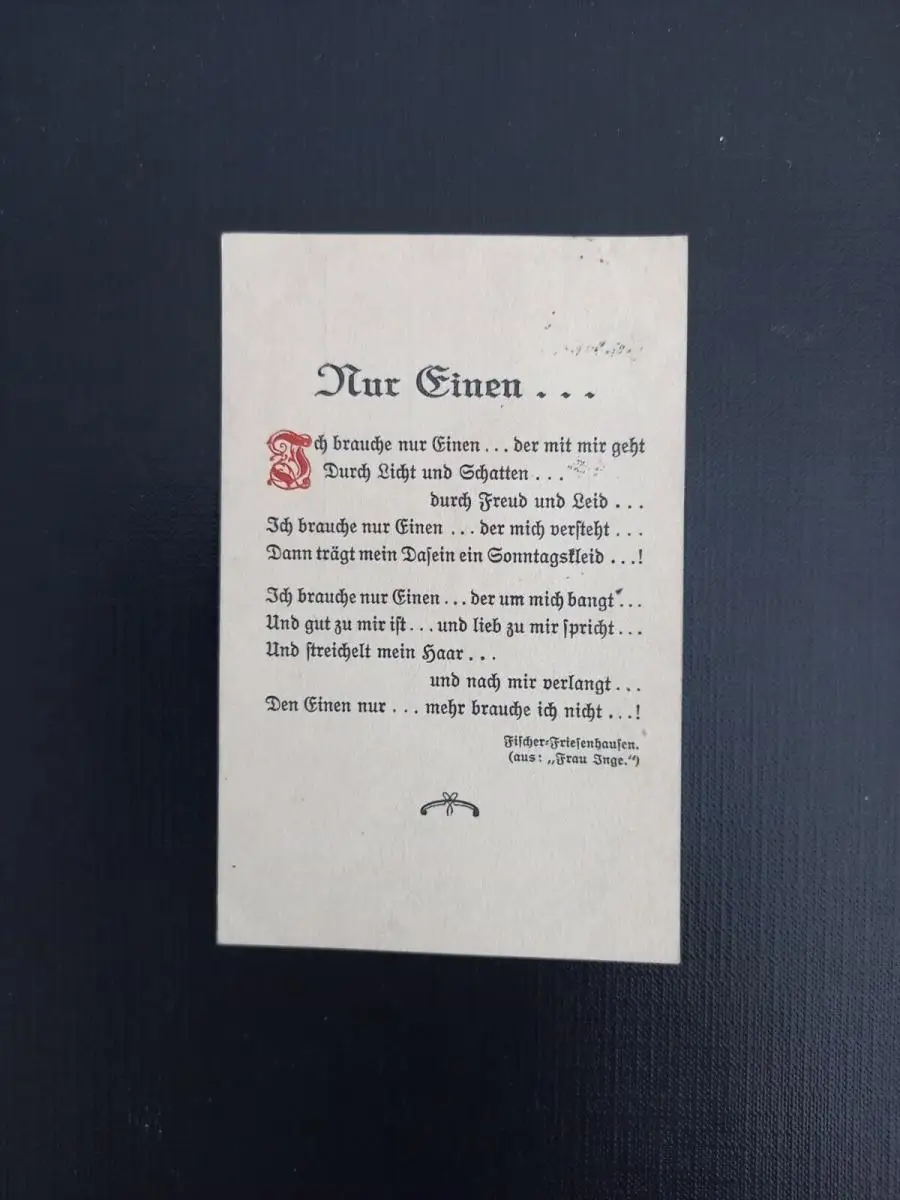 Nur Einen . . .
Ich brauche nur Einen . . . der mit mir geht
Durch Licht und Schatten . . .
durch Freud und Leid . . .
Ich brauche nur Einen . . . der mich versteht . . .
Dann trägt mein Dasein ein Sonntagskleid . . .!
Ich brauche nur Einen . . . der um mich bangt . . .
Und gut zu mir ist . . . und lieb zu mir spricht . . .
Und streichelt mein Haar . . .
und nach mir verlangt . . .
Den Einen nur . . . mehr brauche ich nicht . . .!
Fischer-Friesenhausen.
(aus: „Frau Inge.“)